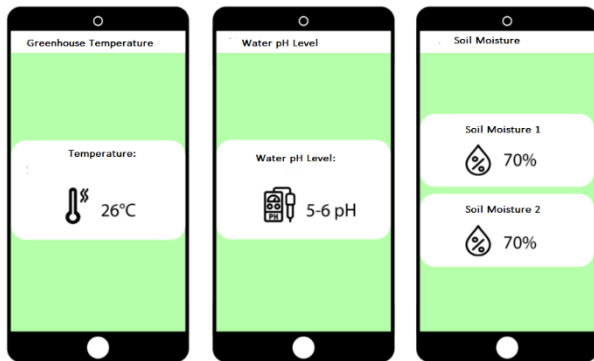 Greenhouse Temperature
Temperature:
26°C
Water pH Level
Water pH Level:
PH
5-6 pH
Soil Moisture
Soil Moisture 1
% 70%
Soil Moisture 2
% 70%